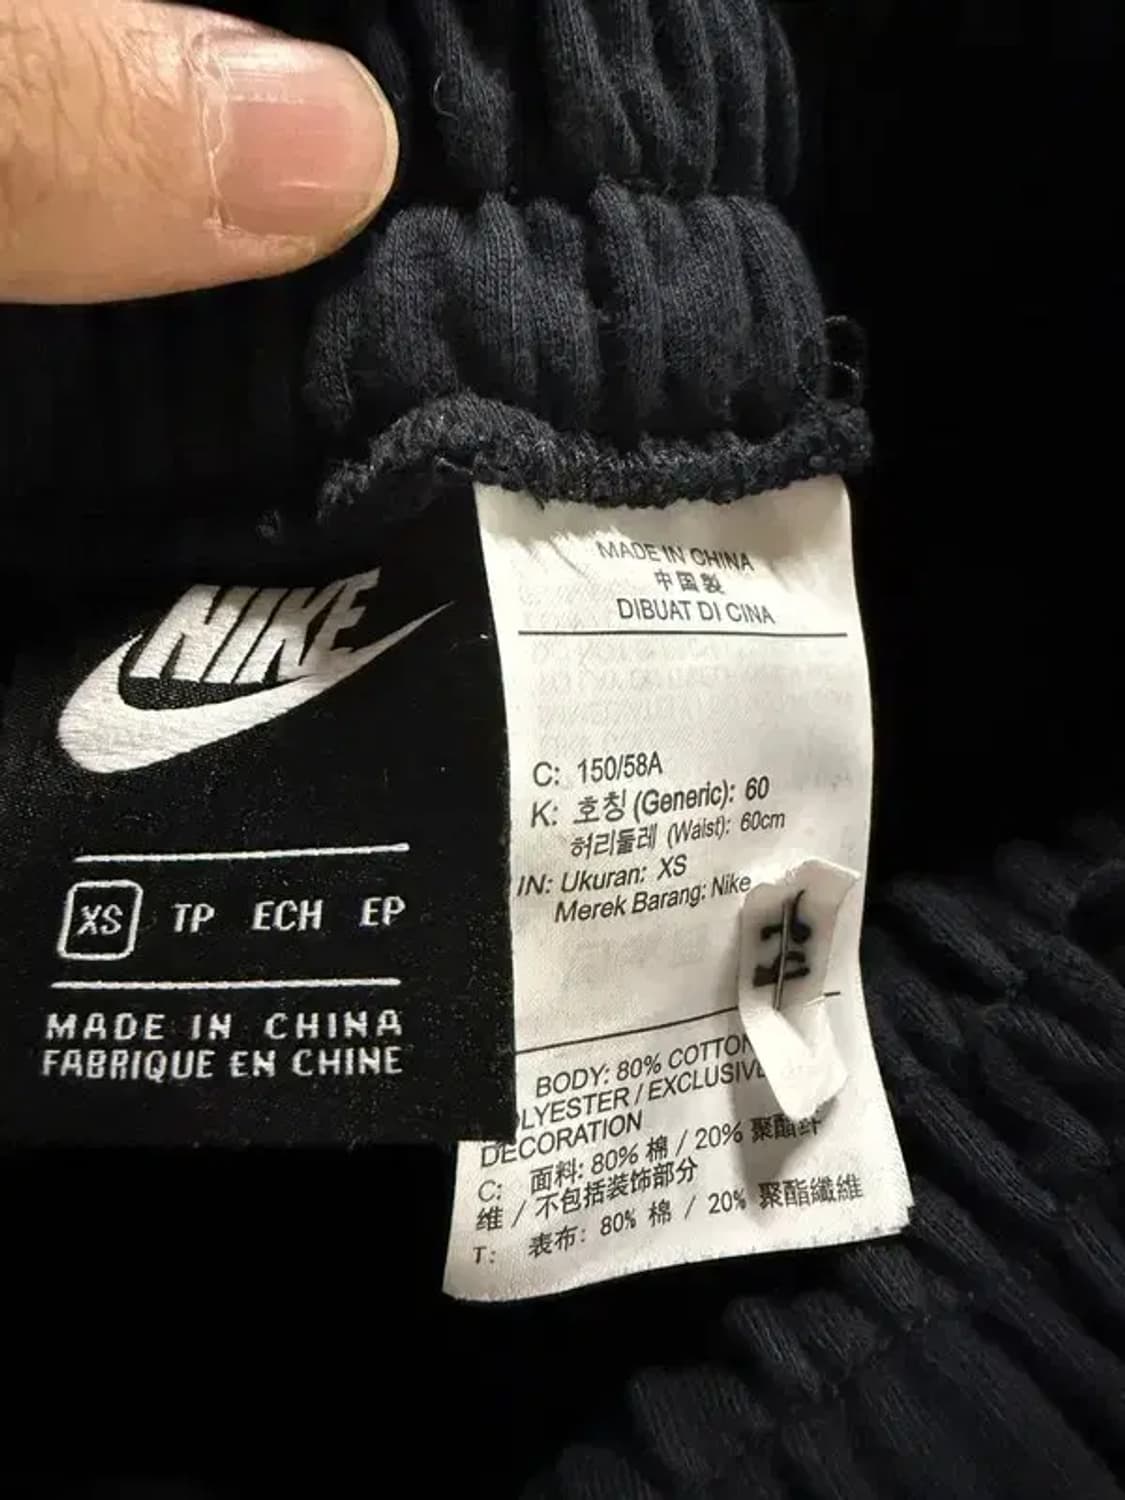 NIKE
XS TP ECH EP
MADE IN CHINA
FABRIQUE EN CHINE
MADE IN CHINA
中国製
DIBUAT DI CINA
C: 150/58A
K: 호칭 (Generic): 60
허리둘레 (Waist): 60cm
IN: Ukuran: XS
Merek Barang: Nike
BODY: 80% COTTON
OLYESTER / EXCLUSIVE
DECORATION
C: 面料: 80% 棉 / 20% 聚酯纤
维 / 不包括装饰部分
T: 表布: 80% 棉 / 20% 聚酯纖維